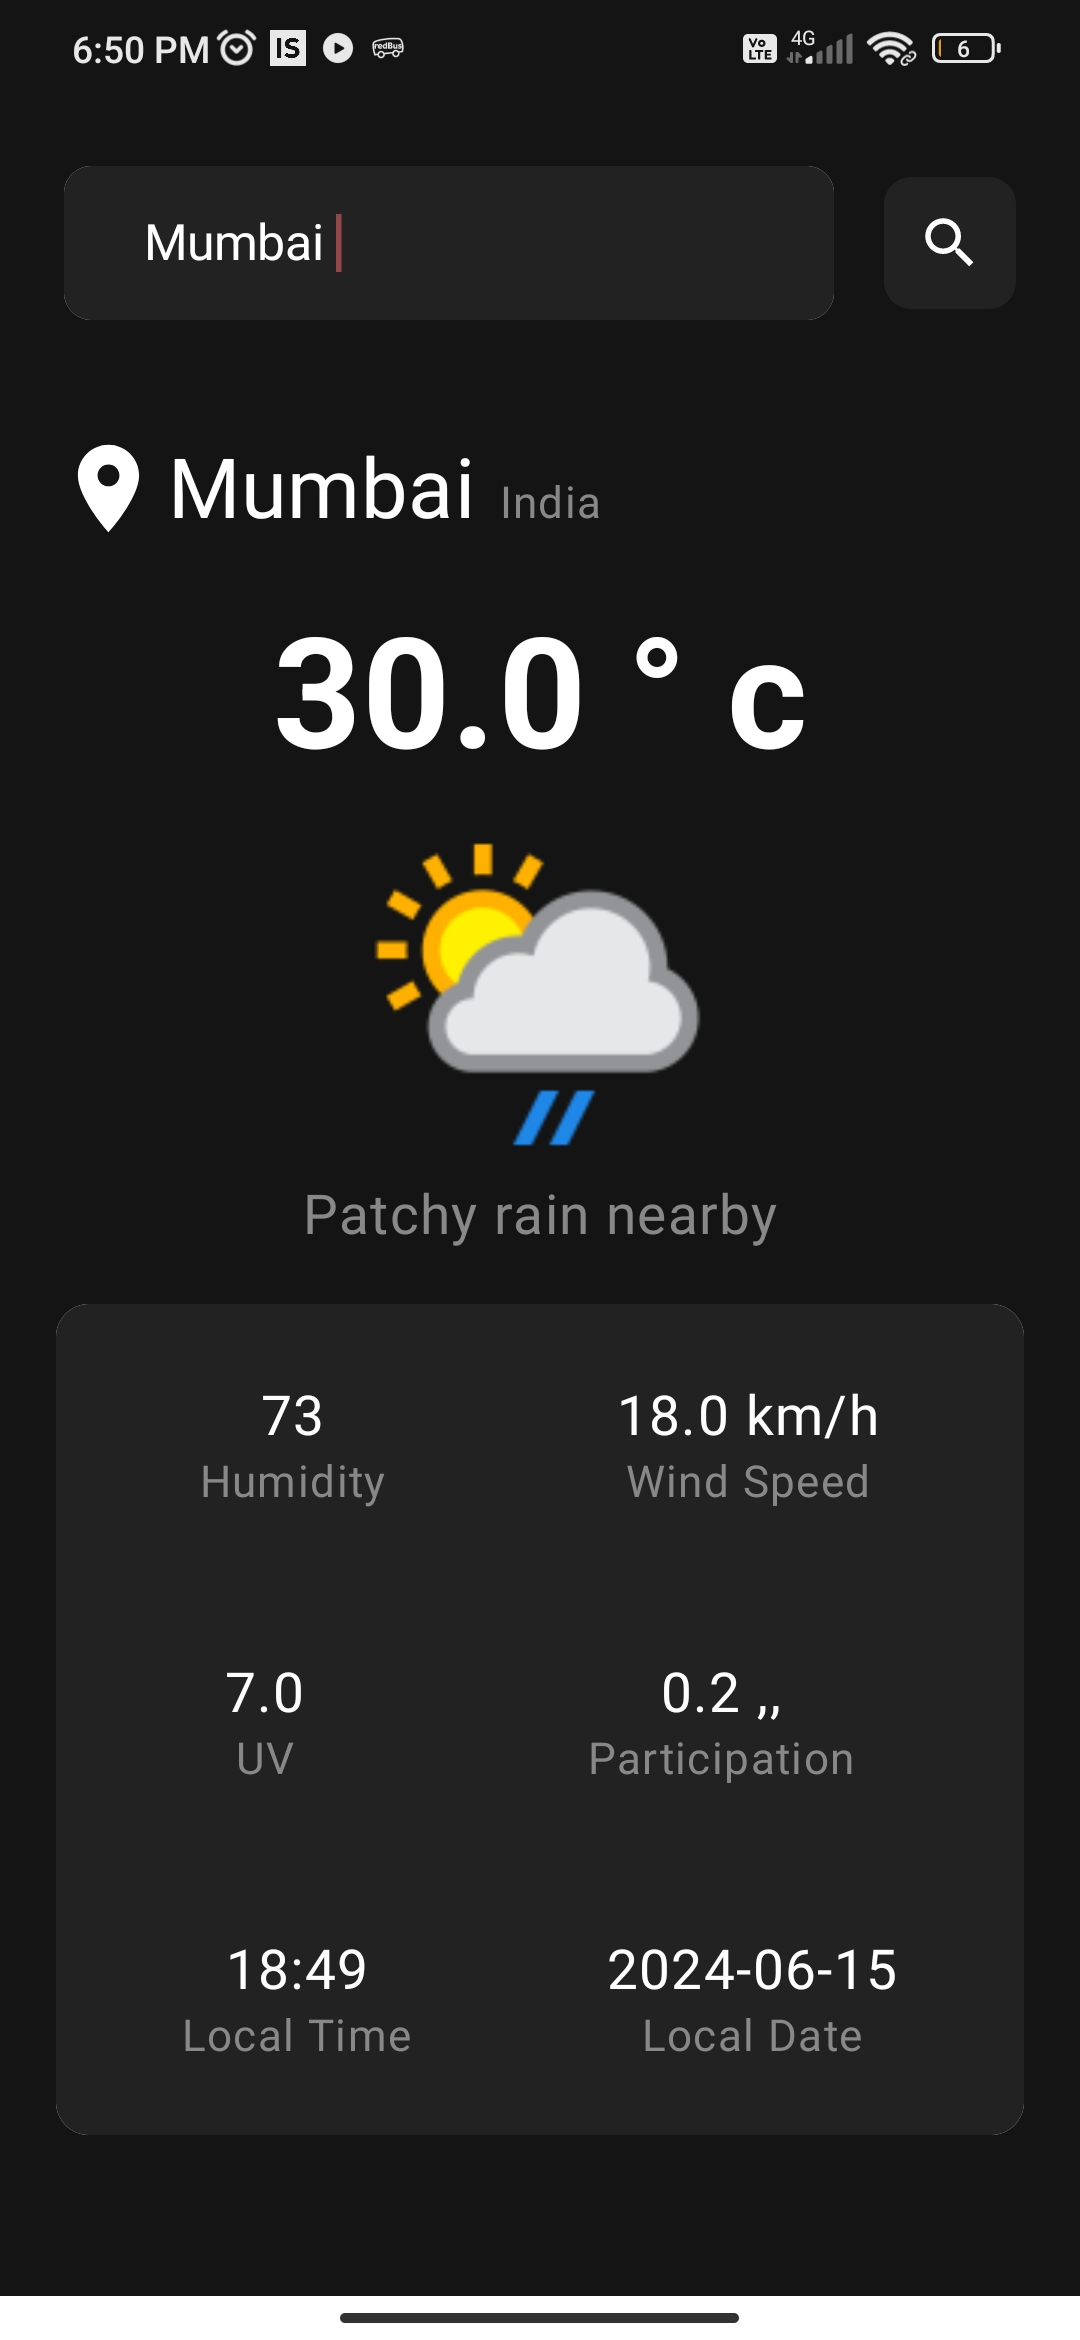 6:50 PM IS redBus Vo LTE 4G 6
Mumbai
Mumbai India
30.0 ° c
Patchy rain nearby
73 18.0 km/h
Humidity Wind Speed
7.0 0.2 ,,
UV Participation
18:49 2024-06-15
Local Time Local Date